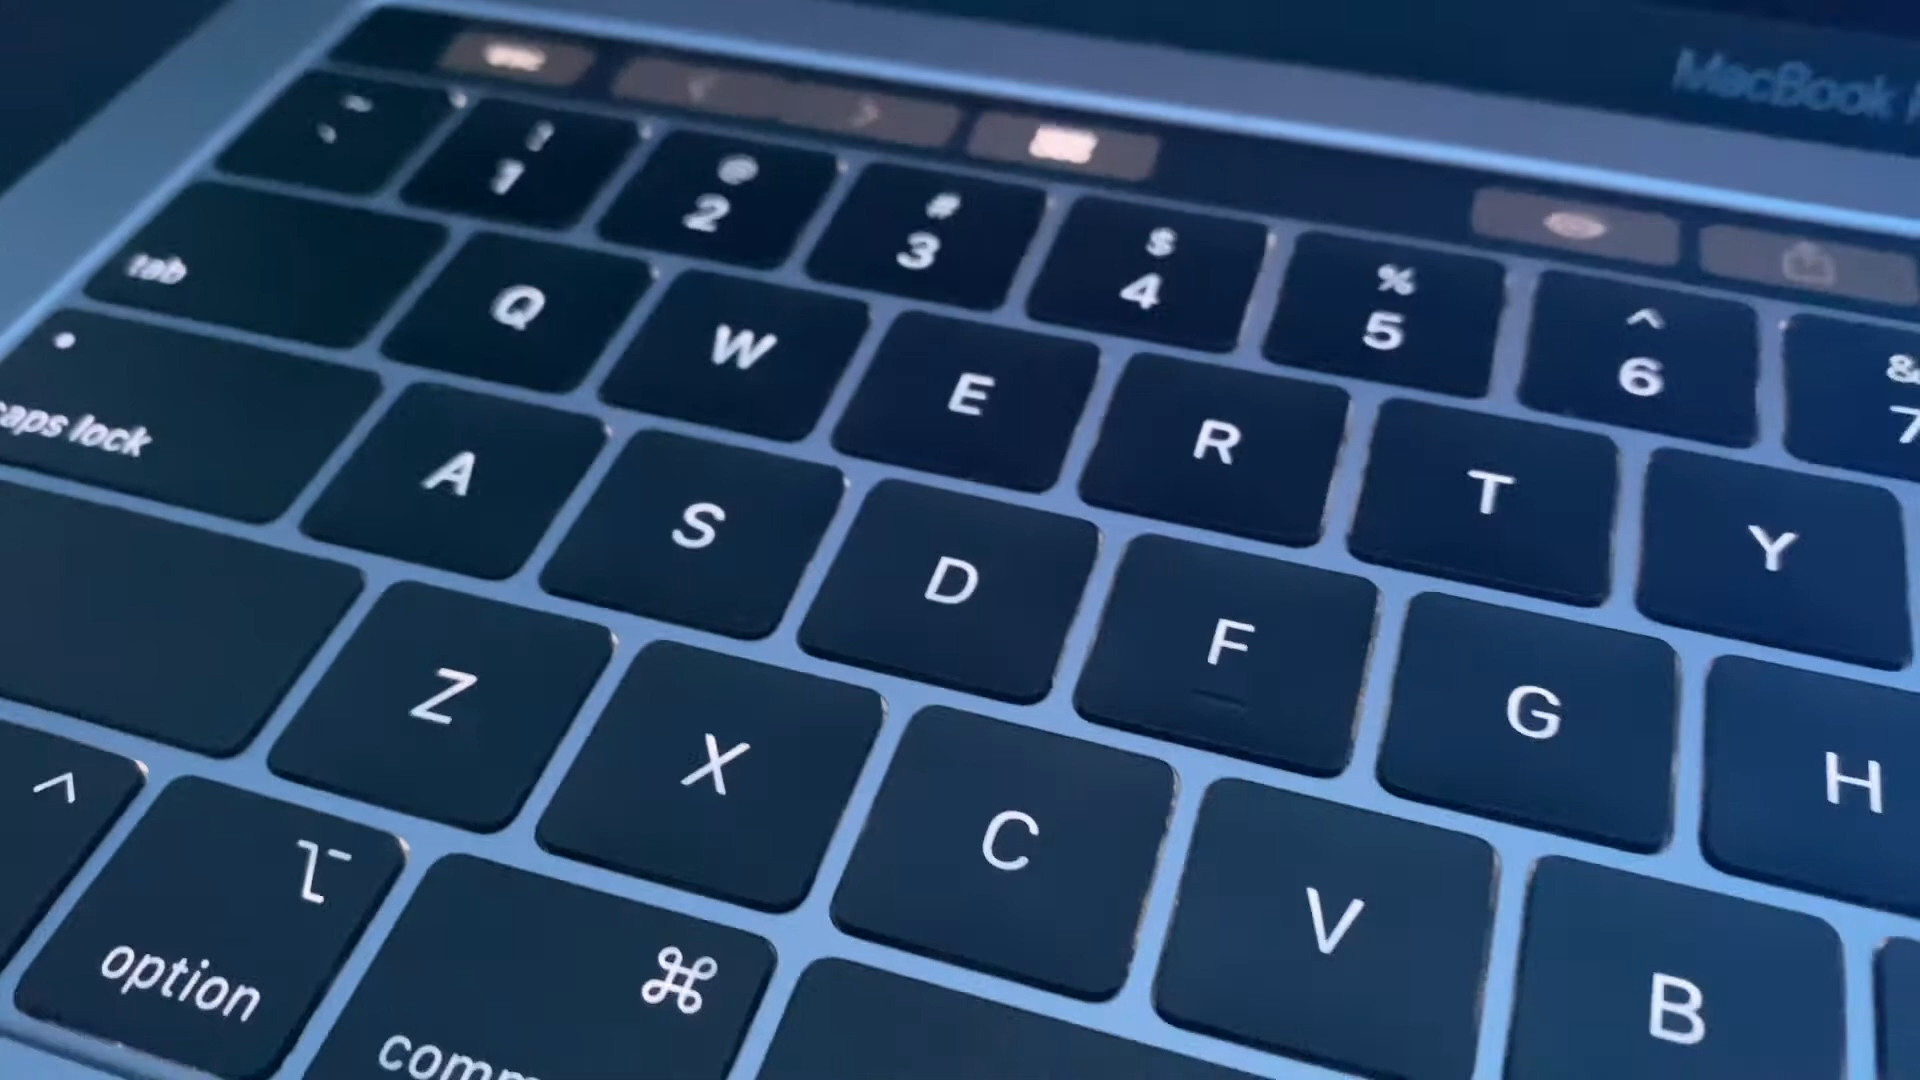 MacBook
~
`
!
1
@
2
#
3
$
4
%
5
^
6
&
7
tab
Q
W
E
R
T
Y
caps lock
A
S
D
F
G
H
Z
X
C
V
B
^
⌥
option
⌘
comm